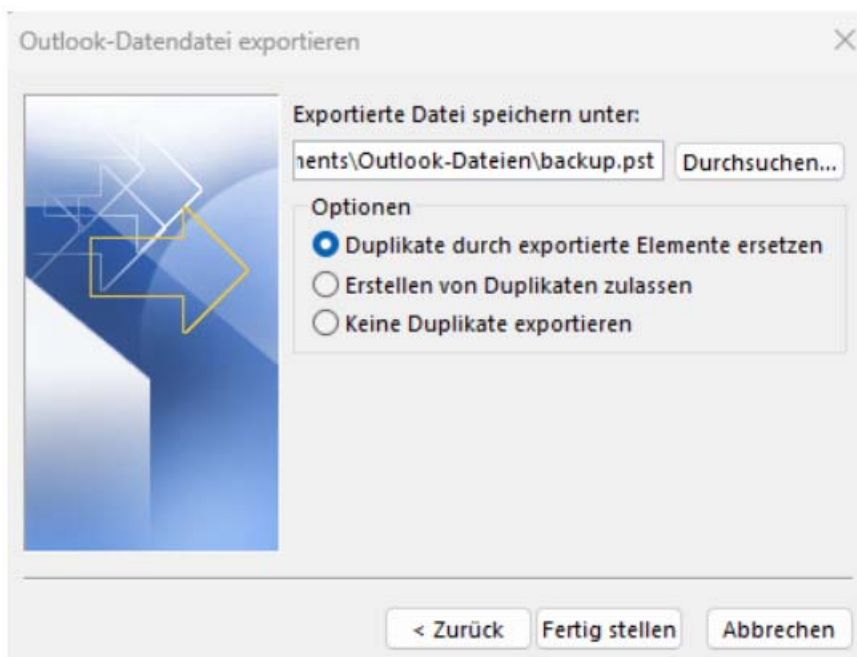 Outlook-Datendatei exportieren
Exportierte Datei speichern unter:
nents\Outlook-Dateien\backup.pst
Durchsuchen...
Optionen
Duplikate durch exportierte Elemente ersetzen
Erstellen von Duplikaten zulassen
Keine Duplikate exportieren
< Zurück
Fertig stellen
Abbrechen